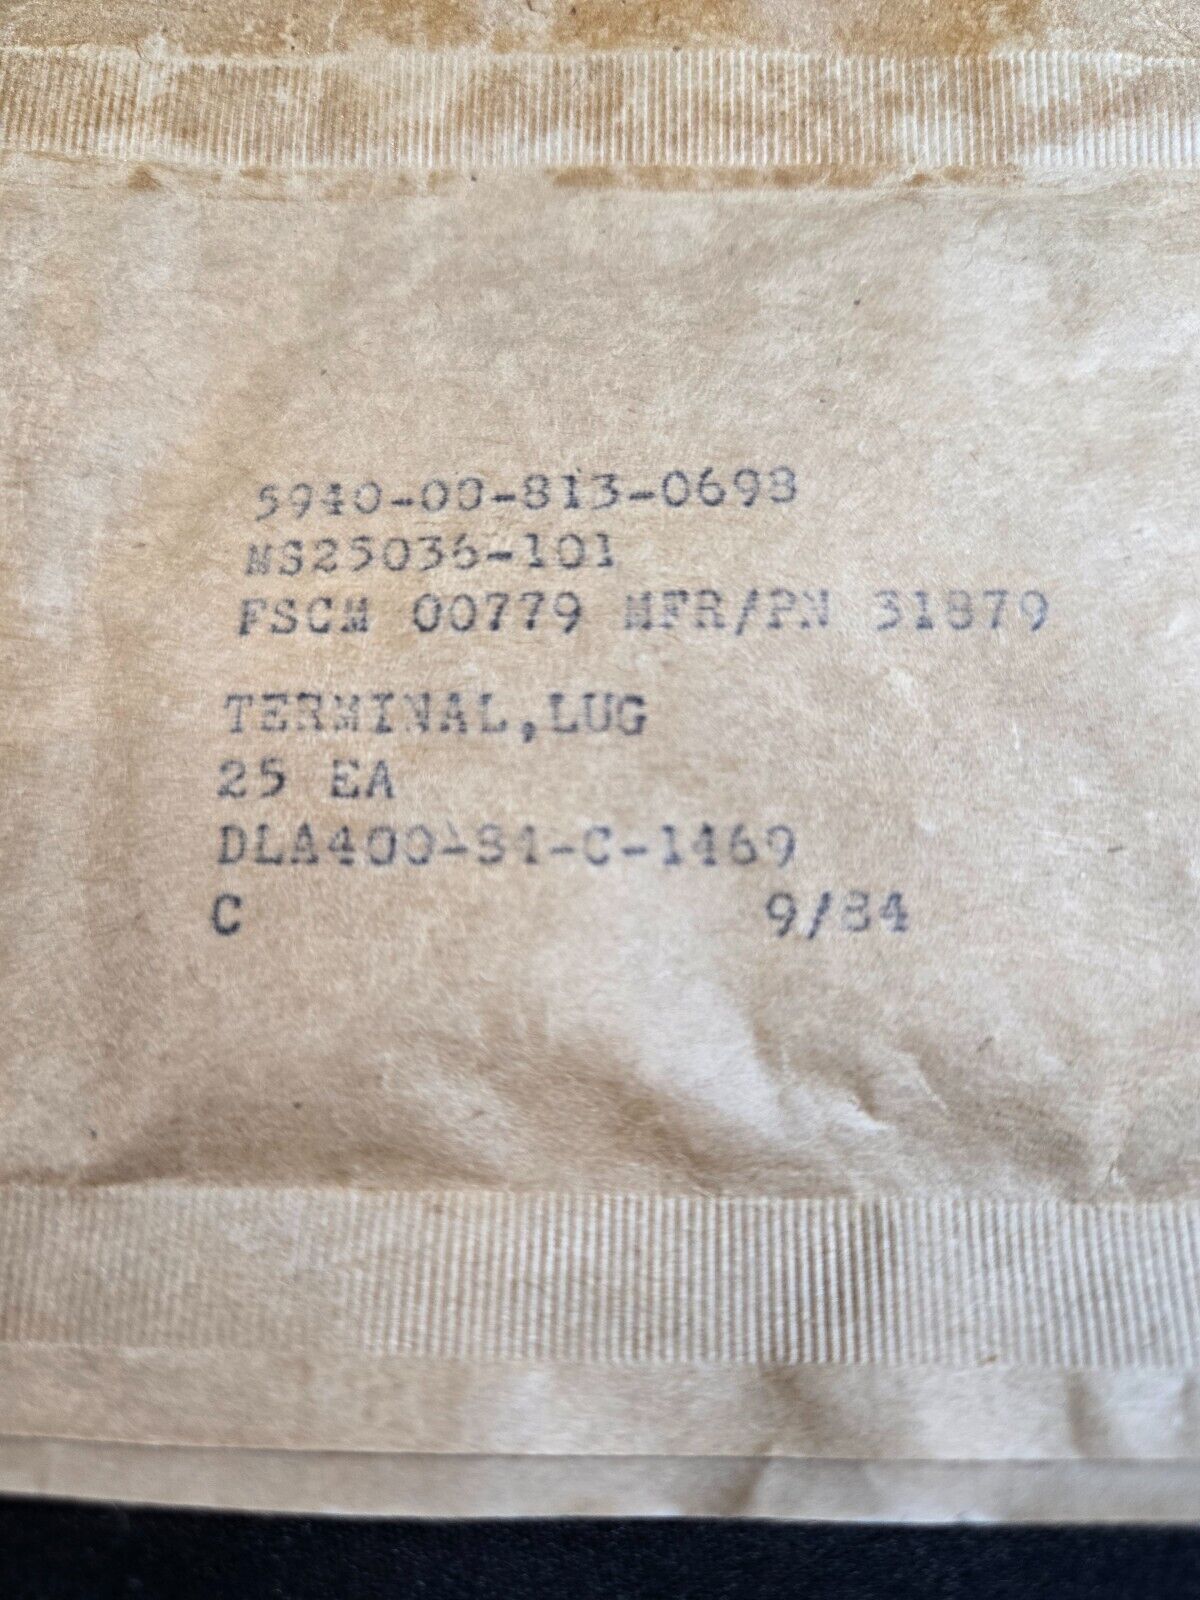 5940-00-813-0698
MS25036-101
FSCM 00779 MFR/PN 31879
TERMINAL,LUG
25 EA
DLA400-84-C-1469
C 9/84